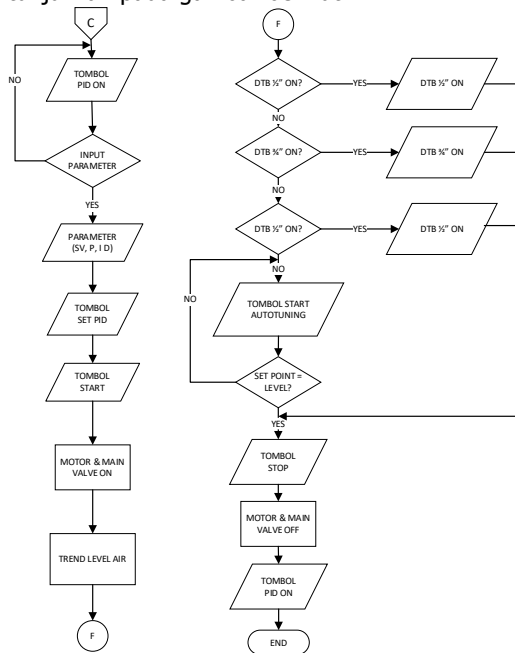 C
TOMBOL
PID ON
NO
INPUT
PARAMETER
YES
PARAMETER
(SV, P, I D)
TOMBOL
SET PID
TOMBOL
START
MOTOR & MAIN
VALVE ON
TREND LEVEL AIR
F
F
DTB ½" ON?
YES
DTB ½" ON
NO
DTB ¾" ON?
YES
DTB ¾" ON
NO
DTB ½" ON?
YES
DTB ½" ON
NO
NO
TOMBOL START
AUTOTUNING
SET POINT =
LEVEL?
YES
TOMBOL
STOP
MOTOR & MAIN
VALVE OFF
TOMBOL
PID ON
END